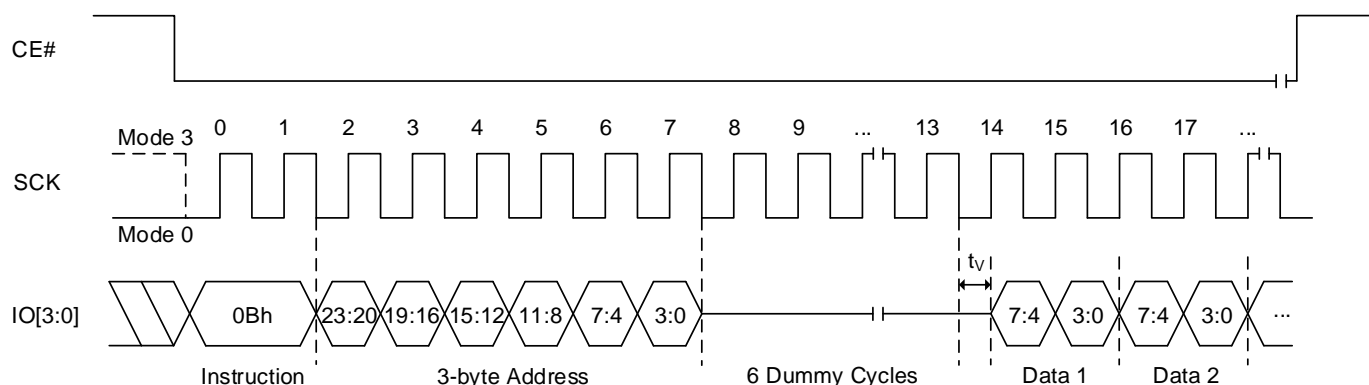 CE#
0 1 2 3 4 5 6 7 8 9 ... 13 14 15 16 17 ...
Mode 3
SCK
Mode 0
tV
IO[3:0] 0Bh 23:20 19:16 15:12 11:8 7:4 3:0 7:4 3:0 7:4 3:0 ...
Instruction 3-byte Address 6 Dummy Cycles Data 1 Data 2